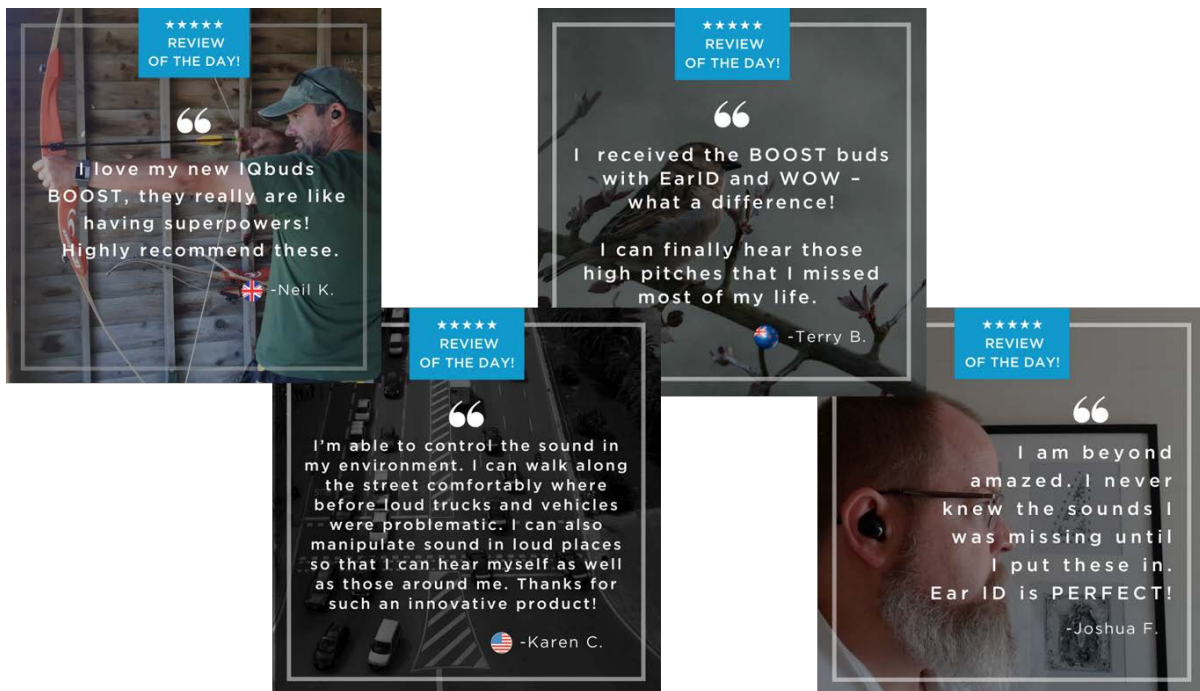 ★★★★★
REVIEW
OF THE DAY!
“
I love my new IQbuds
BOOST, they really are like
having superpowers!
Highly recommend these.
-Neil K.
★★★★★
REVIEW
OF THE DAY!
“
I received the BOOST buds
with EarID and WOW –
what a difference!
I can finally hear those
high pitches that I missed
most of my life.
-Terry B.
★★★★★
REVIEW
OF THE DAY!
“
I'm able to control the sound in
my environment. I can walk along
the street comfortably where
before loud trucks and vehicles
were problematic. I can also
manipulate sound in loud places
so that I can hear myself as well
as those around me. Thanks for
such an innovative product!
-Karen C.
★★★★★
REVIEW
OF THE DAY!
“
I am beyond
amazed. I never
knew the sounds I
was missing until
I put these in.
Ear ID is PERFECT!
-Joshua F.